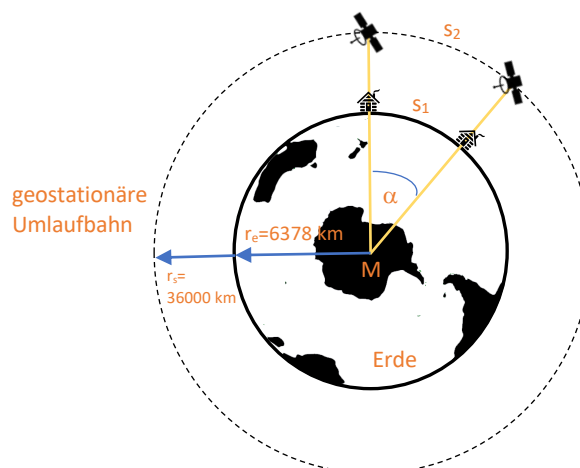 s₂
s₁
geostationäre
Umlaufbahn
α
rₑ=6378 km
M
rₛ=
36000 km
Erde